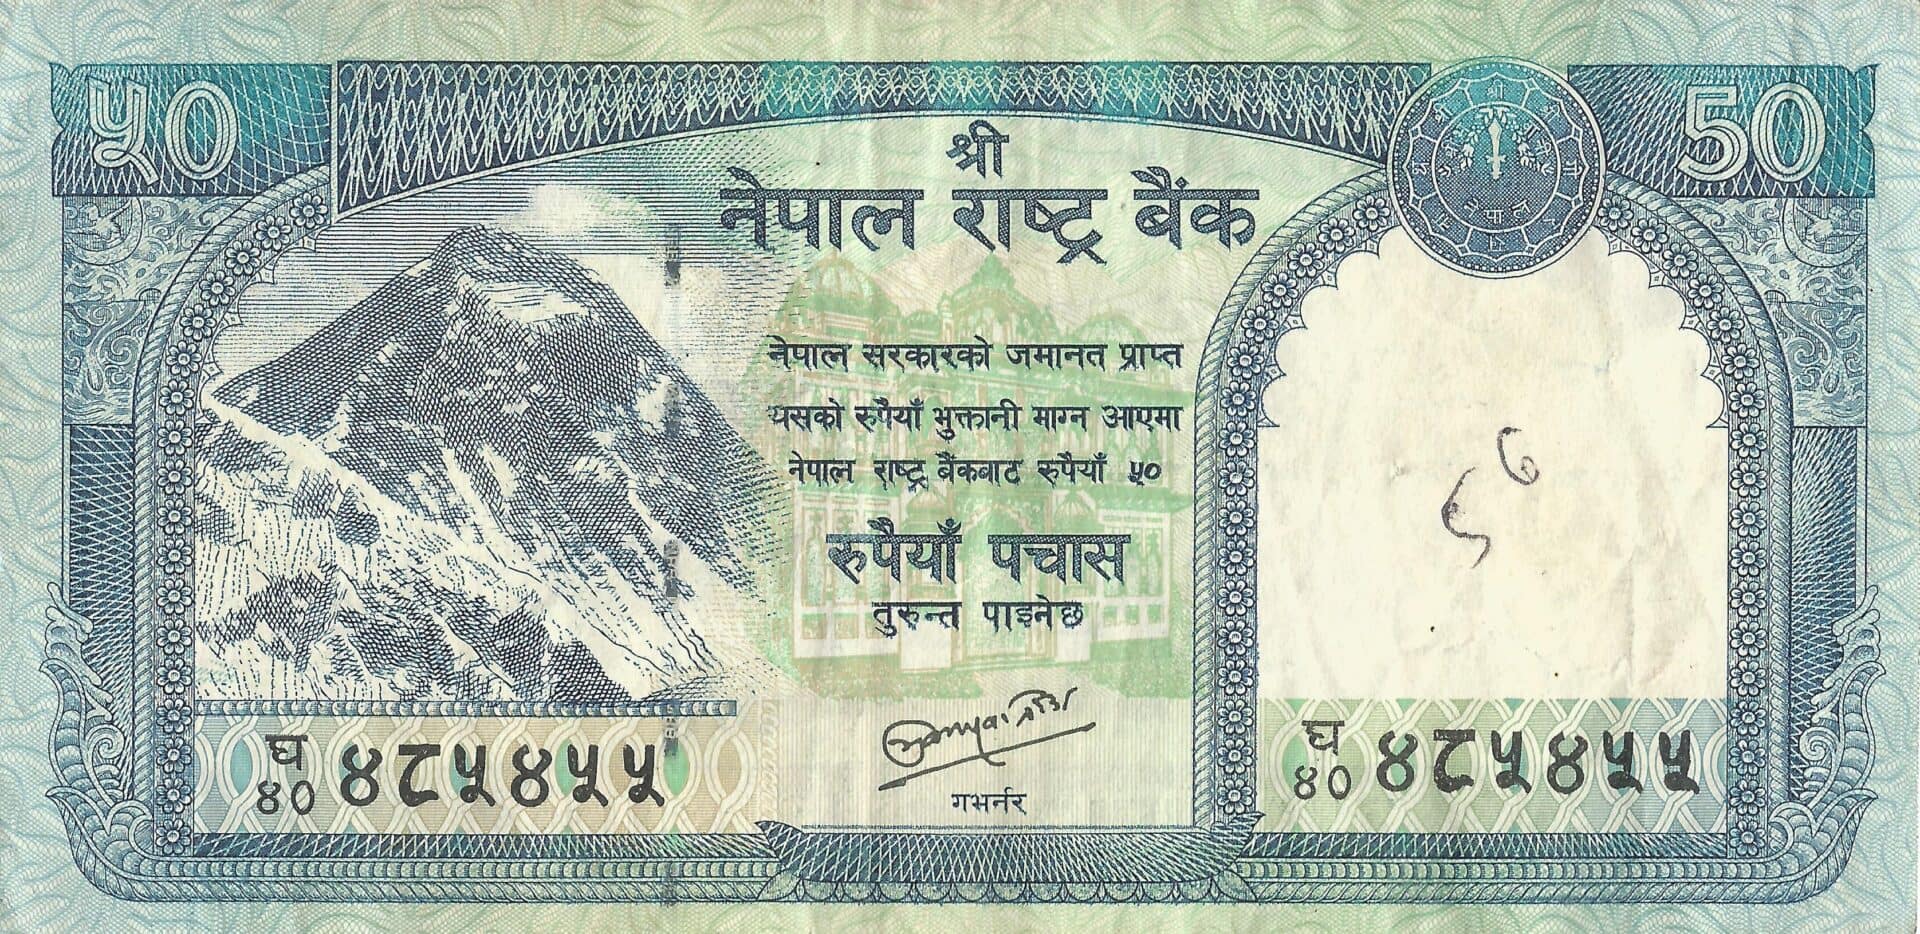 ५० 50
श्री
नेपाल राष्ट्र बैंक
नेपाल सरकारको जमानत प्राप्त
यसको रुपैयाँ भुक्तानी माग्न आएमा
नेपाल राष्ट्र बैंकबाट रुपैयाँ ५०
रुपैयाँ पचास
तुरुन्त पाइनेछ
गभर्नर
घ
४० ४८५४५५
घ
४० ४८५४५५